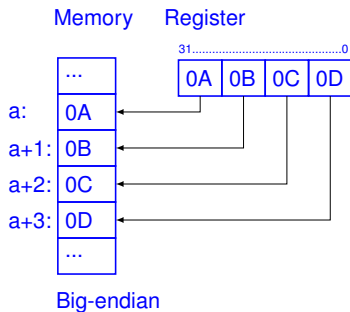 Memory Register
31......................................0
0A 0B 0C 0D
...
a: 0A
a+1: 0B
a+2: 0C
a+3: 0D
...
Big-endian